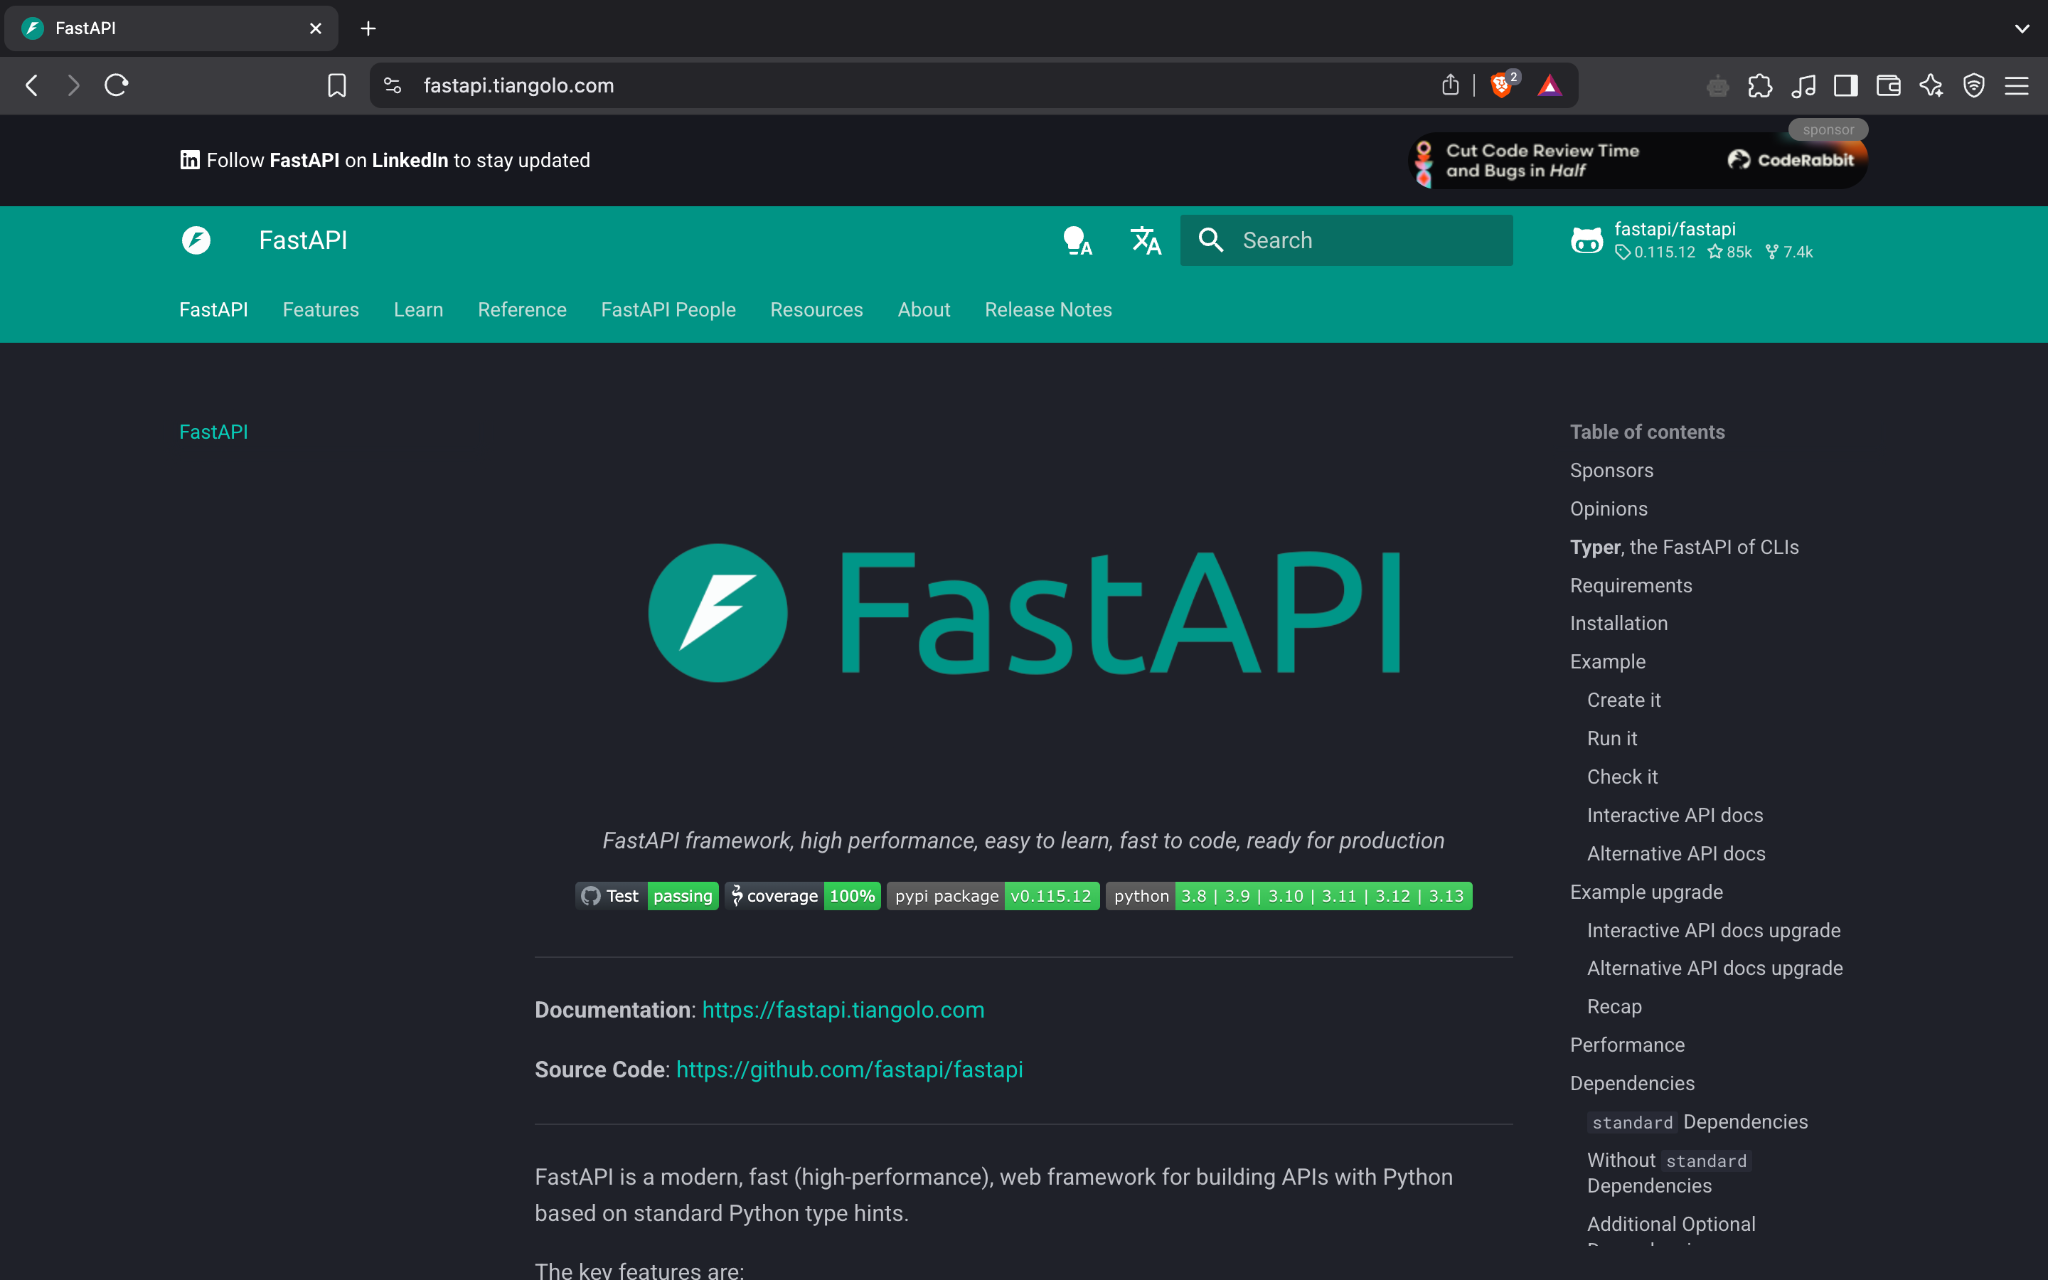 FastAPI
fastapi.tiangolo.com
2
Follow FastAPI on LinkedIn to stay updated
sponsor
Cut Code Review Time
and Bugs in Half
CodeRabbit
FastAPI
Search
fastapi/fastapi
0.115.12 85k 7.4k
FastAPI Features Learn Reference FastAPI People Resources About Release Notes
FastAPI
FastAPI
FastAPI framework, high performance, easy to learn, fast to code, ready for production
Test passing coverage 100% pypi package v0.115.12 python 3.8 | 3.9 | 3.10 | 3.11 | 3.12 | 3.13
Documentation: https://fastapi.tiangolo.com
Source Code: https://github.com/fastapi/fastapi
FastAPI is a modern, fast (high-performance), web framework for building APIs with Python
based on standard Python type hints.
The key features are:
Table of contents
Sponsors
Opinions
Typer, the FastAPI of CLIs
Requirements
Installation
Example
Create it
Run it
Check it
Interactive API docs
Alternative API docs
Example upgrade
Interactive API docs upgrade
Alternative API docs upgrade
Recap
Performance
Dependencies
standard Dependencies
Without standard
Dependencies
Additional Optional